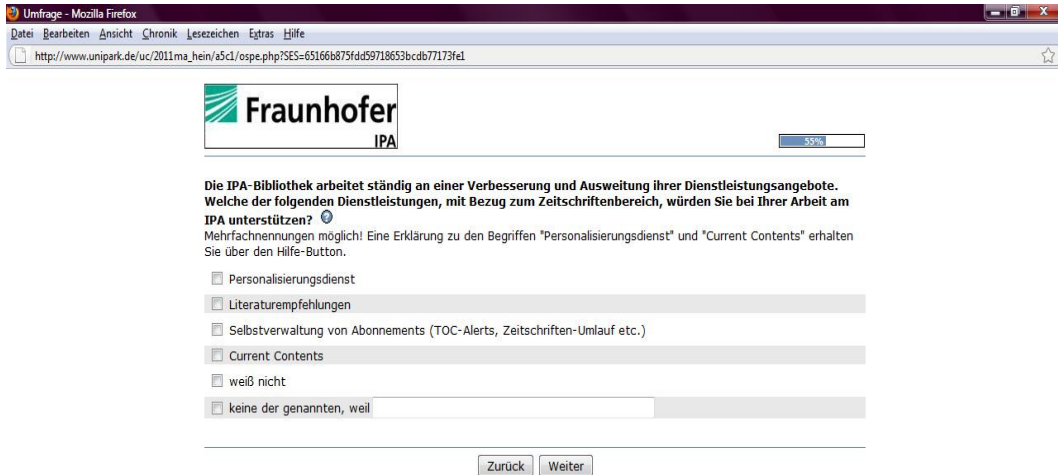 Umfrage - Mozilla Firefox
Datei Bearbeiten Ansicht Chronik Lesezeichen Extras Hilfe
http://www.unipark.de/uc/2011ma_hein/a5c1/ospe.php?SES=65166b875fdd59718653bcdb77173fe1
Fraunhofer
IPA
55%
Die IPA-Bibliothek arbeitet ständig an einer Verbesserung und Ausweitung ihrer Dienstleistungsangebote.
Welche der folgenden Dienstleistungen, mit Bezug zum Zeitschriftenbereich, würden Sie bei Ihrer Arbeit am
IPA unterstützen? ?
Mehrfachnennungen möglich! Eine Erklärung zu den Begriffen "Personalisierungsdienst" und "Current Contents" erhalten
Sie über den Hilfe-Button.
Personalisierungsdienst
Literaturempfehlungen
Selbstverwaltung von Abonnements (TOC-Alerts, Zeitschriften-Umlauf etc.)
Current Contents
weiß nicht
keine der genannten, weil
Zurück Weiter